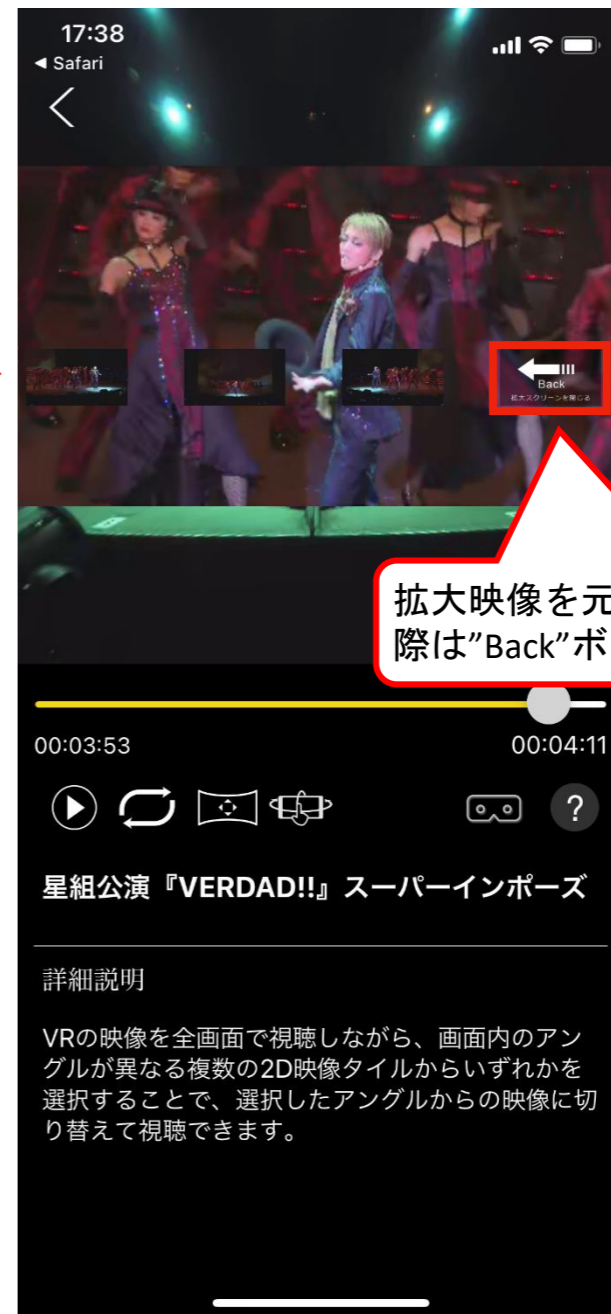 17:38
◀ Safari
Back
拡大スクリーンを閉じる
拡大映像を元
際は”Back”ボ
00:03:53
00:04:11
?
星組公演『VERDAD!!』スーパーインポーズ
詳細説明
VRの映像を全画面で視聴しながら、画面内のアン
グルが異なる複数の2D映像タイルからいずれかを
選択することで、選択したアングルからの映像に切
り替えて視聴できます。